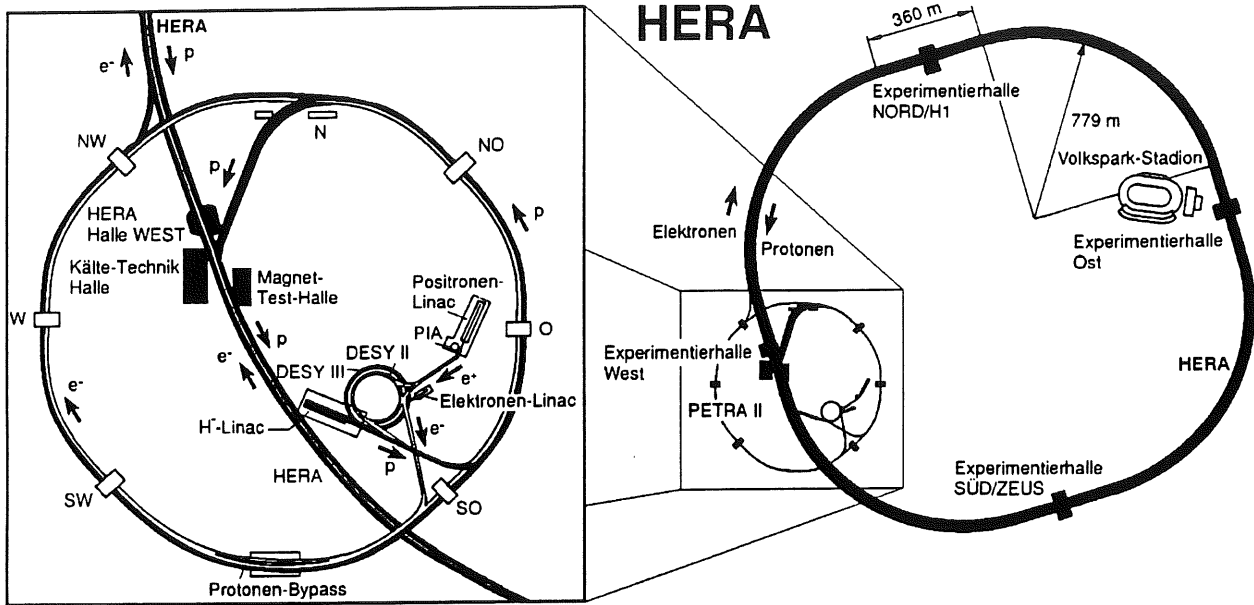 HERA
HERA
p
e-
NW
N
NO
p
p
HERA
Halle WEST
Kälte-Technik
Halle
Magnet-
Test-Halle
Positronen-
Linac
PIA
W
O
DESY II
DESY III
p
e-
e+
Elektronen-Linac
e-
e-
H--Linac
p
HERA
SW
SO
Protonen-Bypass
360 m
Experimentierhalle
NORD/H1
779 m
Volkspark-Stadion
Elektronen
Protonen
Experimentierhalle
Ost
Experimentierhalle
West
PETRA II
HERA
Experimentierhalle
SÜD/ZEUS